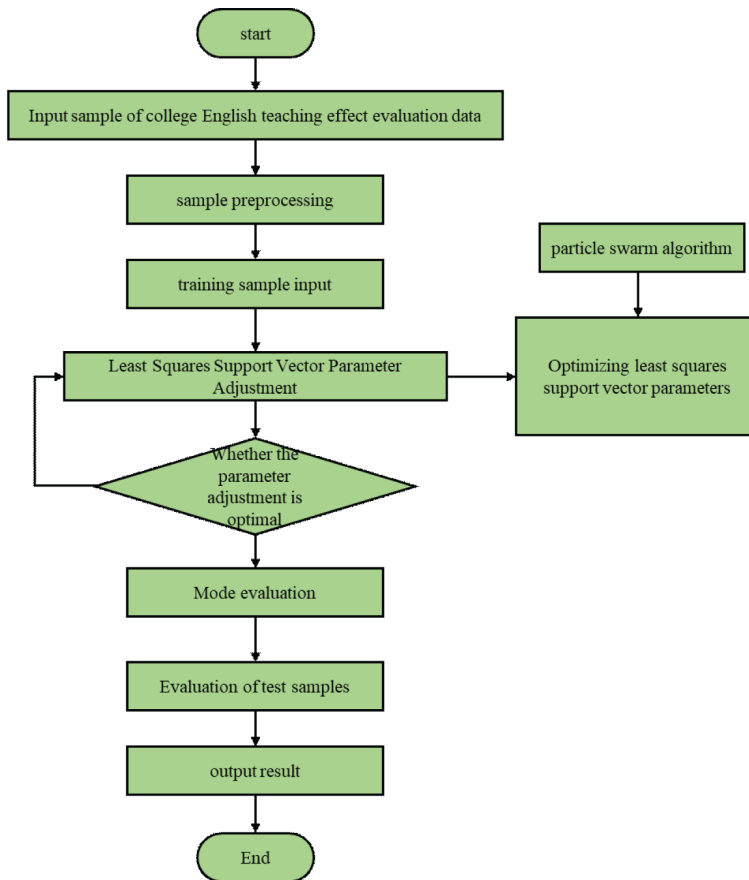 start
Input sample of college English teaching effect evaluation data
sample preprocessing
particle swarm algorithm
training sample input
Least Squares Support Vector Parameter
Adjustment
Optimizing least squares
support vector parameters
Whether the
parameter
adjustment is
optimal
Mode evaluation
Evaluation of test samples
output result
End